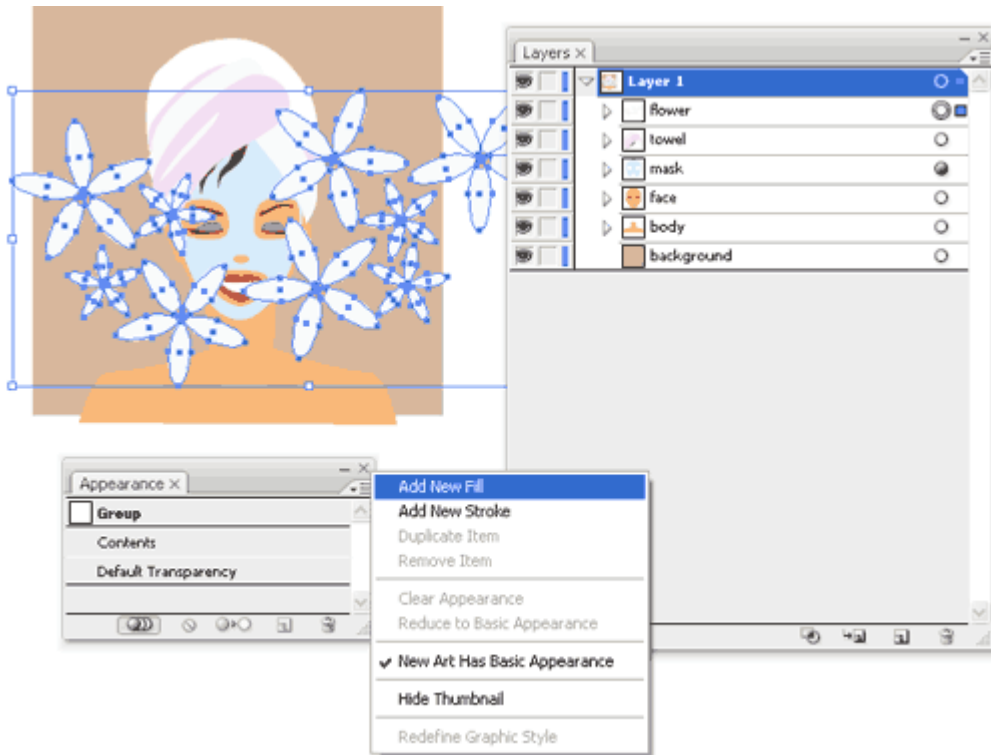 Layers
Layer 1
flower
towel
mask
face
body
background
Appearance
Group
Contents
Default Transparency
Add New Fill
Add New Stroke
Duplicate Item
Remove Item
Clear Appearance
Reduce to Basic Appearance
New Art Has Basic Appearance
Hide Thumbnail
Redefine Graphic Style